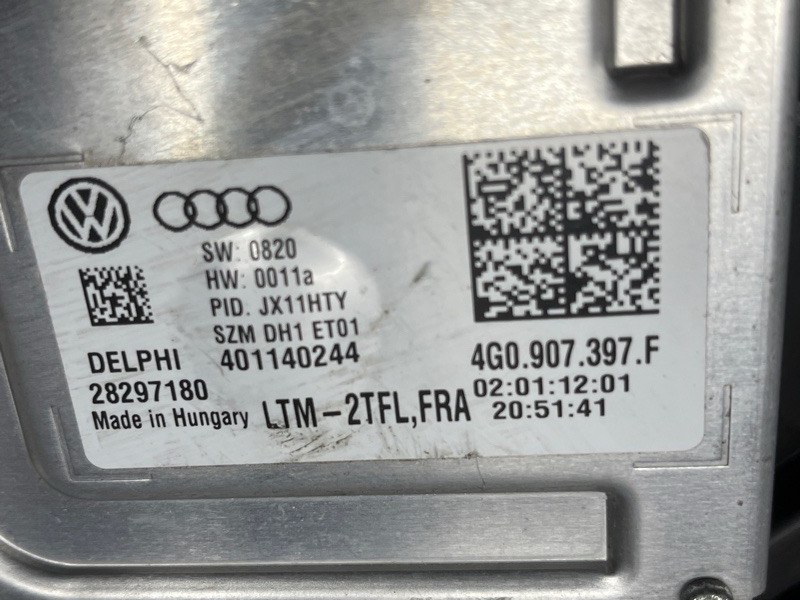 SW: 0820
HW: 0011a
PID. JX11HTY
SZM DH1 ET01
DELPHI 401140244
28297180
Made in Hungary
LTM-2TFL,FRA
4G0.907.397.F
02:01:12:01
20:51:41